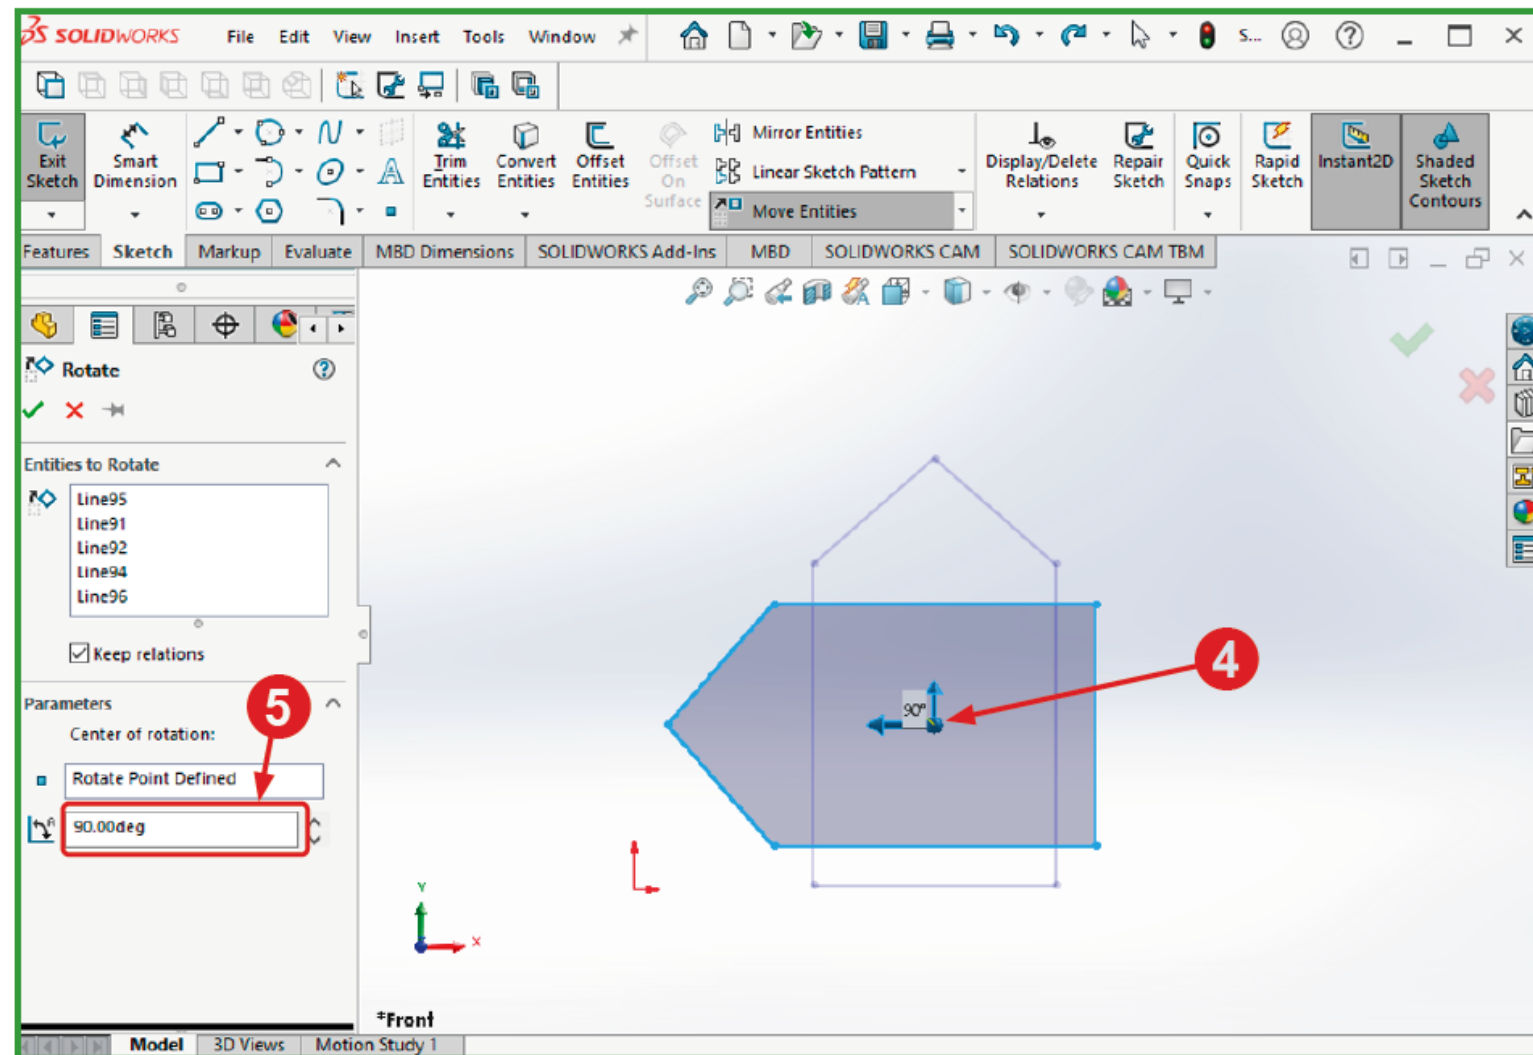 SOLIDWORKS File Edit View Insert Tools Window S... ?
Exit Sketch
Smart Dimension
Trim Entities
Convert Entities
Offset Entities
Offset On Surface
Mirror Entities
Linear Sketch Pattern
Move Entities
Display/Delete Relations
Repair Sketch
Quick Snaps
Rapid Sketch
Instant2D
Shaded Sketch Contours
Features Sketch Markup Evaluate MBD Dimensions SOLIDWORKS Add-Ins MBD SOLIDWORKS CAM SOLIDWORKS CAM TBM
Rotate ?
Entities to Rotate
Line95
Line91
Line92
Line94
Line96
Keep relations
Parameters
5
Center of rotation:
Rotate Point Defined
90.00deg
90°
4
Y
X
*Front
Model 3D Views Motion Study 1